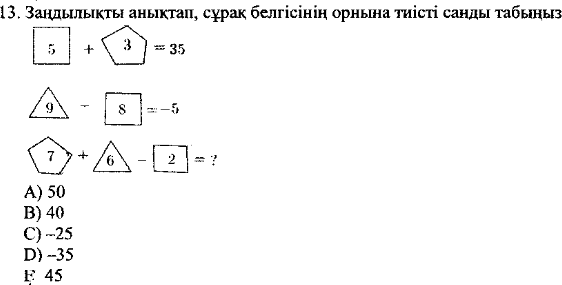 13. Заңдылықты анықтап, сұрақ белгісінің орнына тиісті санды табыңыз
5 + 3 = 35
9 − 8 = −5
7 + 6 − 2 = ?
A) 50
B) 40
C) −25
D) −35
E 45